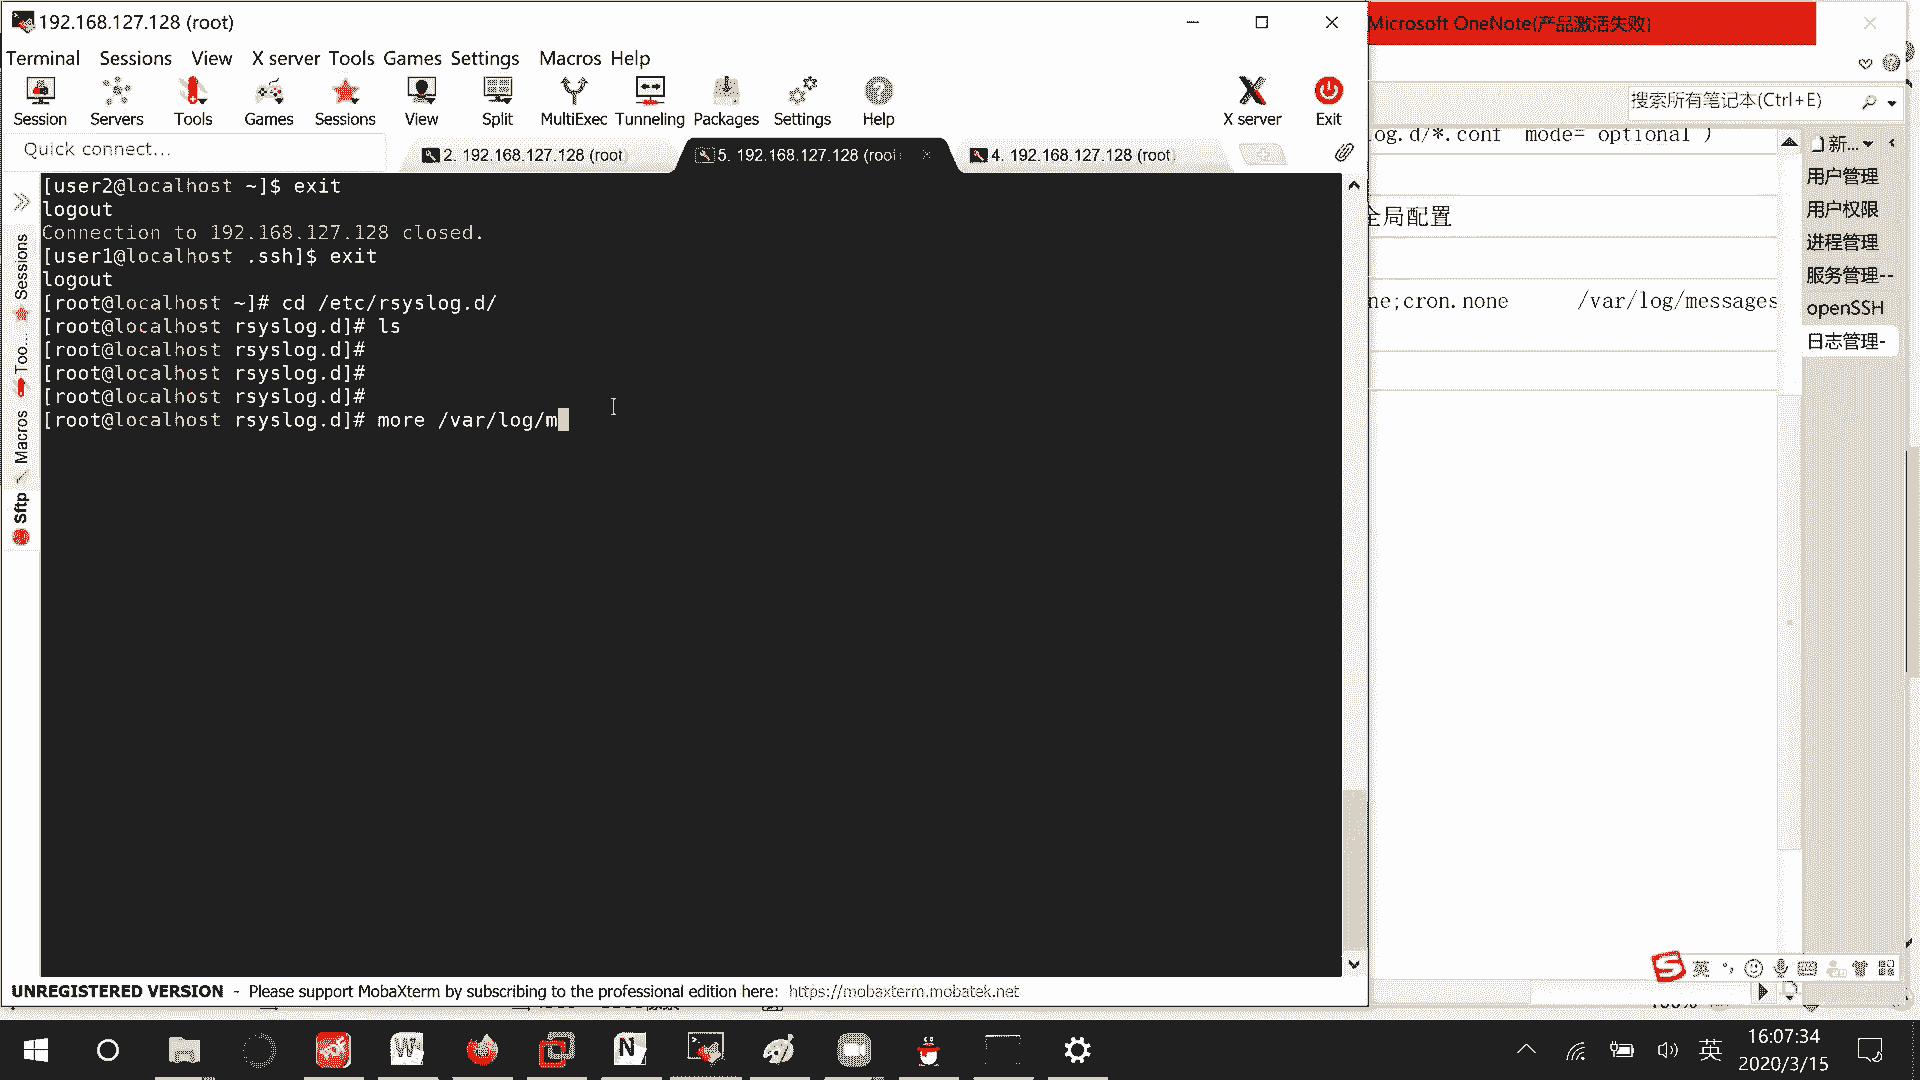 192.168.127.128 (root)
Microsoft OneNote(产品激活失败)
Terminal Sessions View X server Tools Games Settings Macros Help
Session Servers Tools Games Sessions View Split MultiExec Tunneling Packages Settings Help X server Exit
搜索所有笔记本(Ctrl+E)
Quick connect...
2. 192.168.127.128 (root
5. 192.168.127.128 (root
4. 192.168.127.128 (root
Sessions
Too...
Macros
Sftp
[user2@localhost ~]$ exit
logout
Connection to 192.168.127.128 closed.
[user1@localhost .ssh]$ exit
logout
[root@localhost ~]# cd /etc/rsyslog.d/
[root@localhost rsyslog.d]# ls
[root@localhost rsyslog.d]#
[root@localhost rsyslog.d]#
[root@localhost rsyslog.d]#
[root@localhost rsyslog.d]# more /var/log/m
log.d/*.conf mode= optional )
全局配置
ne;cron.none /var/log/messages
新...
用户管理
用户权限
进程管理
服务管理--
openSSH
日志管理-
UNREGISTERED VERSION - Please support MobaXterm by subscribing to the professional edition here: https://mobaxterm.mobatek.net
英
英
16:07:34
2020/3/15